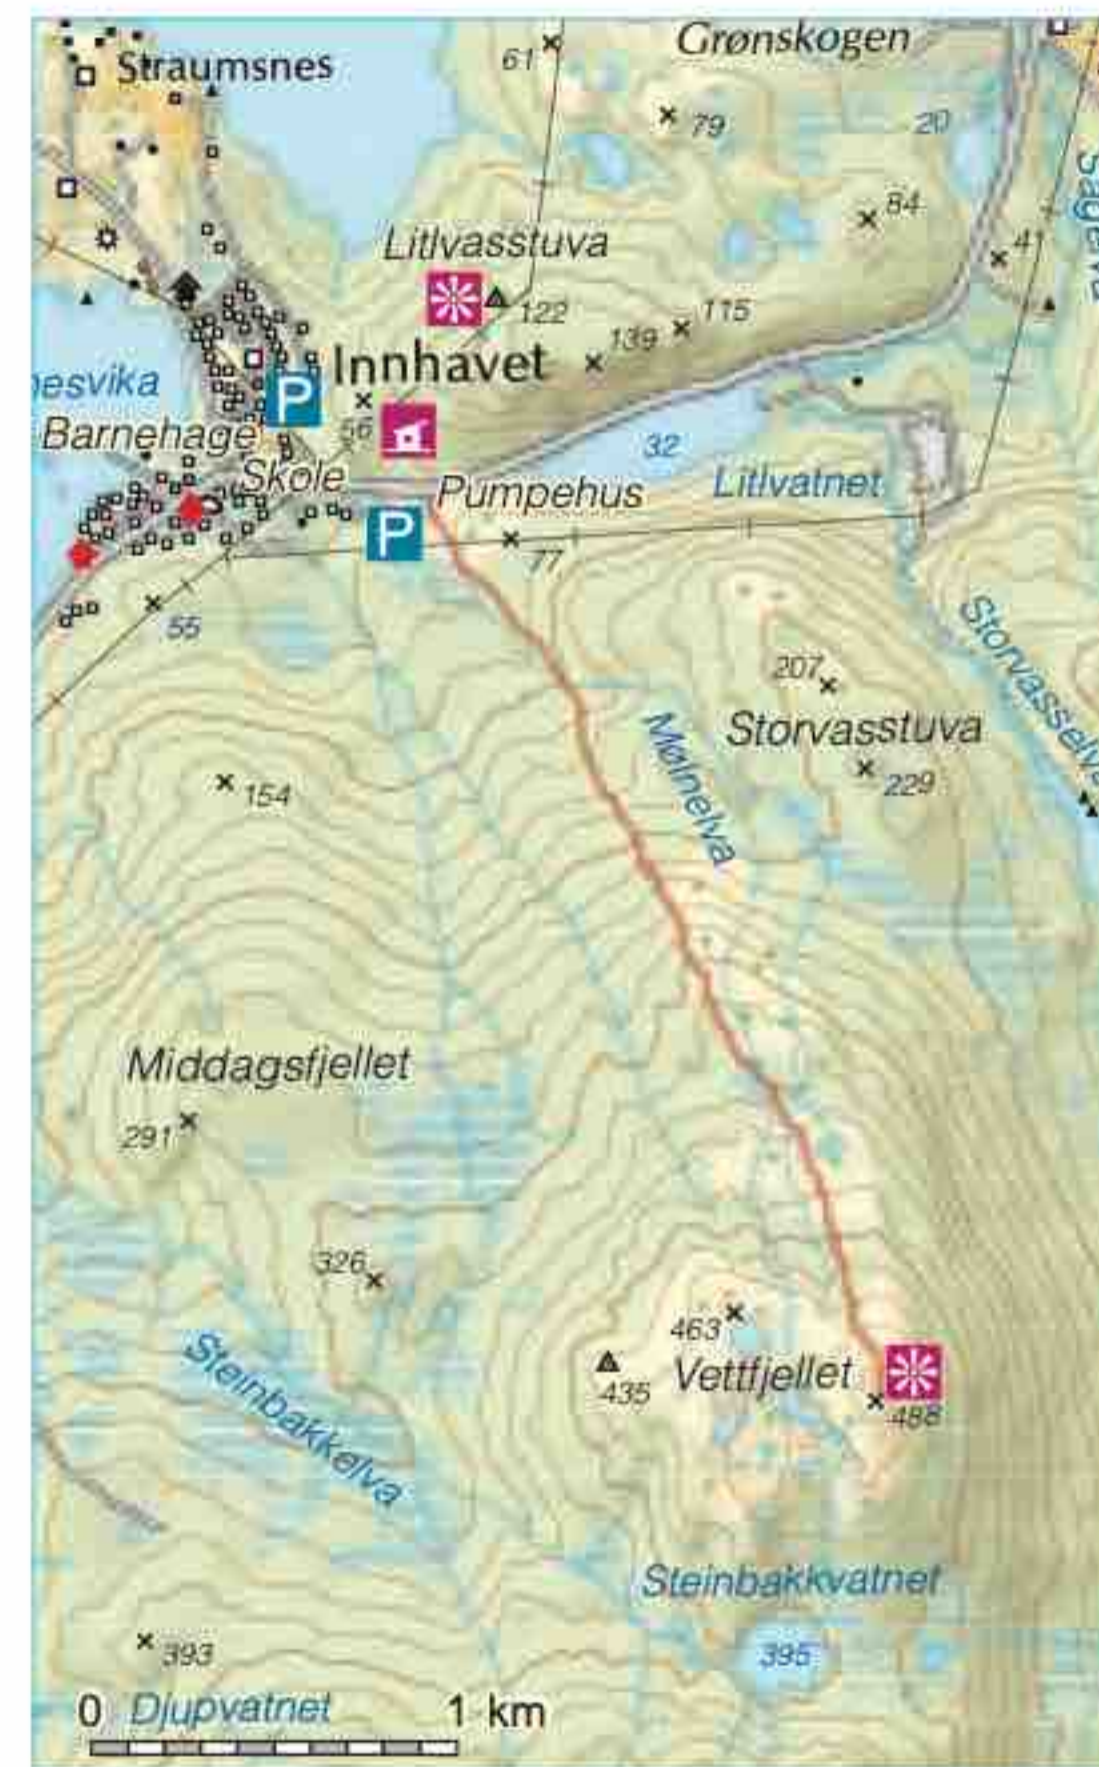 Grønskogen
61
Straumsnes
79
20
84
41
Litlvasstuva
122
115
139
Innhavet
P
Barnehage
32
Skole
Pumpehus
Litlvatnet
P
77
55
207
Storvasstuva
Mølnelva
229
154
Middagsfjellet
291
326
463
435
Vettfjellet
488
Steinbakkelva
Steinbakkvatnet
393
395
0 Djupvatnet 1 km